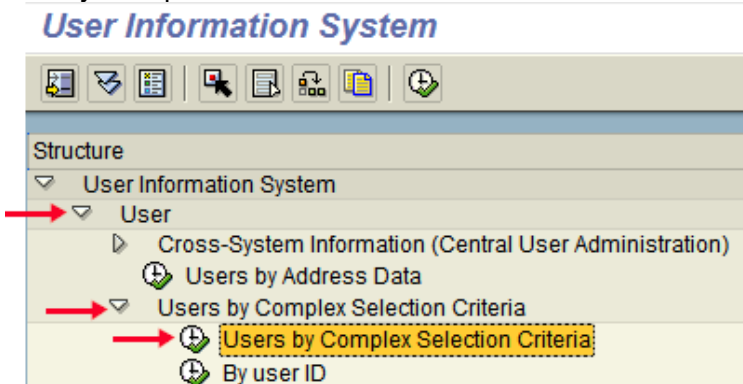 User Information System
Structure
User Information System
User
Cross-System Information (Central User Administration)
Users by Address Data
Users by Complex Selection Criteria
Users by Complex Selection Criteria
By user ID